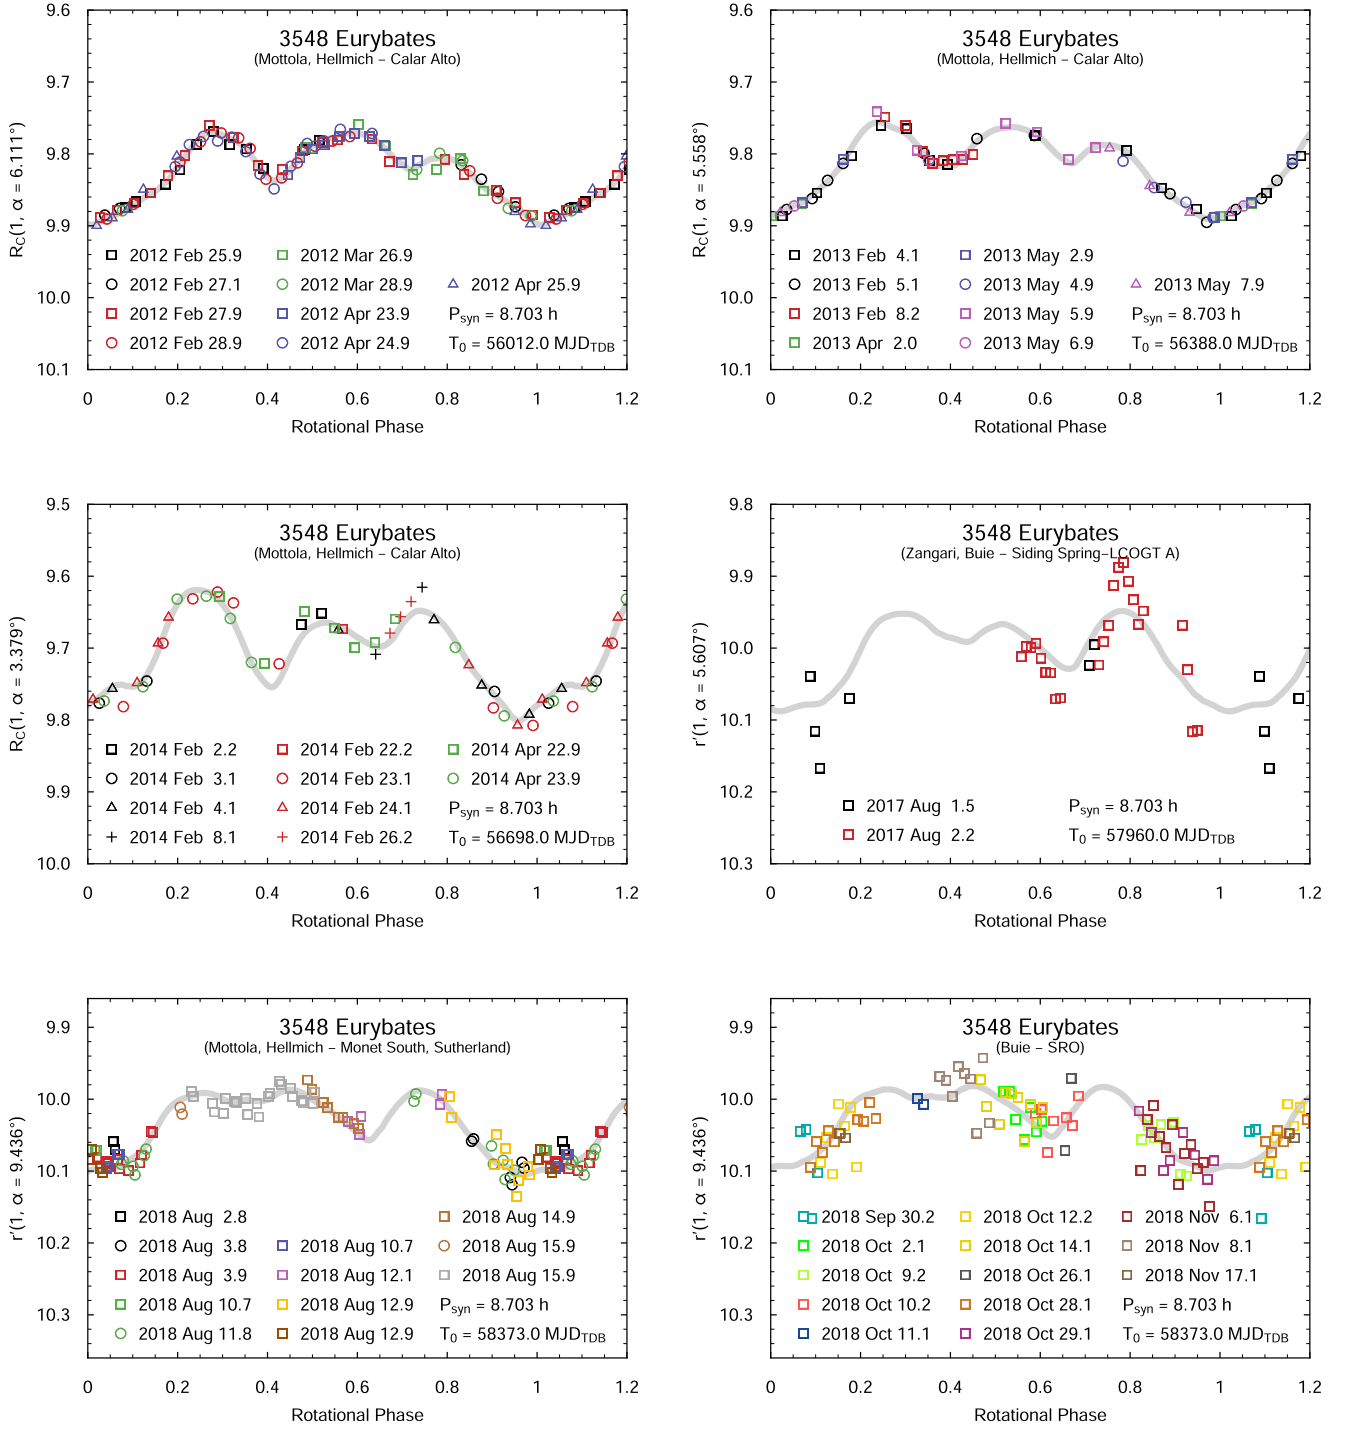 3548 Eurybates
(Mottola, Hellmich – Calar Alto)
9.6
9.7
9.8
9.9
10.0
10.1
R_C(1, α = 6.111°)
2012 Feb 25.9
2012 Mar 26.9
2012 Feb 27.1
2012 Mar 28.9
2012 Apr 25.9
2012 Feb 27.9
2012 Apr 23.9
P_syn = 8.703 h
2012 Feb 28.9
2012 Apr 24.9
T_0 = 56012.0 MJD_TDB
0 0.2 0.4 0.6 0.8 1 1.2
Rotational Phase
3548 Eurybates
(Mottola, Hellmich – Calar Alto)
9.6
9.7
9.8
9.9
10.0
10.1
R_C(1, α = 5.558°)
2013 Feb 4.1
2013 May 2.9
2013 Feb 5.1
2013 May 4.9
2013 May 7.9
2013 Feb 8.2
2013 May 5.9
P_syn = 8.703 h
2013 Apr 2.0
2013 May 6.9
T_0 = 56388.0 MJD_TDB
0 0.2 0.4 0.6 0.8 1 1.2
Rotational Phase
3548 Eurybates
(Mottola, Hellmich – Calar Alto)
9.5
9.6
9.7
9.8
9.9
10.0
R_C(1, α = 3.379°)
2014 Feb 2.2
2014 Feb 22.2
2014 Apr 22.9
2014 Feb 3.1
2014 Feb 23.1
2014 Apr 23.9
2014 Feb 4.1
2014 Feb 24.1
P_syn = 8.703 h
2014 Feb 8.1
2014 Feb 26.2
T_0 = 56698.0 MJD_TDB
0 0.2 0.4 0.6 0.8 1 1.2
Rotational Phase
3548 Eurybates
(Zangari, Buie – Siding Spring–LCOGT A)
9.8
9.9
10.0
10.1
10.2
10.3
r'(1, α = 5.607°)
2017 Aug 1.5
P_syn = 8.703 h
2017 Aug 2.2
T_0 = 57960.0 MJD_TDB
0 0.2 0.4 0.6 0.8 1 1.2
Rotational Phase
3548 Eurybates
(Mottola, Hellmich – Monet South, Sutherland)
9.9
10.0
10.1
10.2
10.3
r'(1, α = 9.436°)
2018 Aug 2.8
2018 Aug 14.9
2018 Aug 3.8
2018 Aug 10.7
2018 Aug 15.9
2018 Aug 3.9
2018 Aug 12.1
2018 Aug 15.9
2018 Aug 10.7
2018 Aug 12.9
P_syn = 8.703 h
2018 Aug 11.8
2018 Aug 12.9
T_0 = 58373.0 MJD_TDB
0 0.2 0.4 0.6 0.8 1 1.2
Rotational Phase
3548 Eurybates
(Buie – SRO)
9.9
10.0
10.1
10.2
10.3
r'(1, α = 9.436°)
2018 Sep 30.2
2018 Oct 12.2
2018 Nov 6.1
2018 Oct 2.1
2018 Oct 14.1
2018 Nov 8.1
2018 Oct 9.2
2018 Oct 26.1
2018 Nov 17.1
2018 Oct 10.2
2018 Oct 28.1
P_syn = 8.703 h
2018 Oct 11.1
2018 Oct 29.1
T_0 = 58373.0 MJD_TDB
0 0.2 0.4 0.6 0.8 1 1.2
Rotational Phase